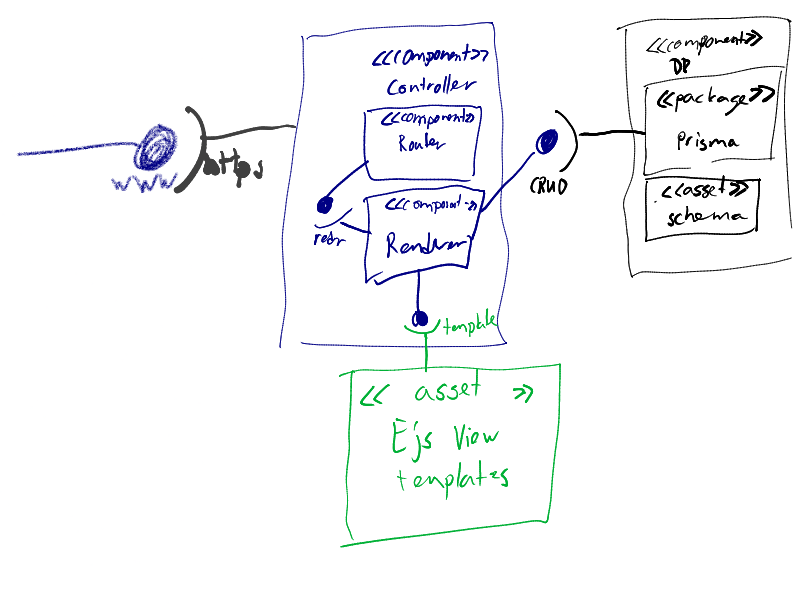 www
https
<<component>>
Controller
<<component>>
Router
redr
<<component>>
Renderer
template
<<asset>>
Ejs View
templates
CRUD
<<component>>
DB
<<package>>
Prisma
<<asset>>
schema